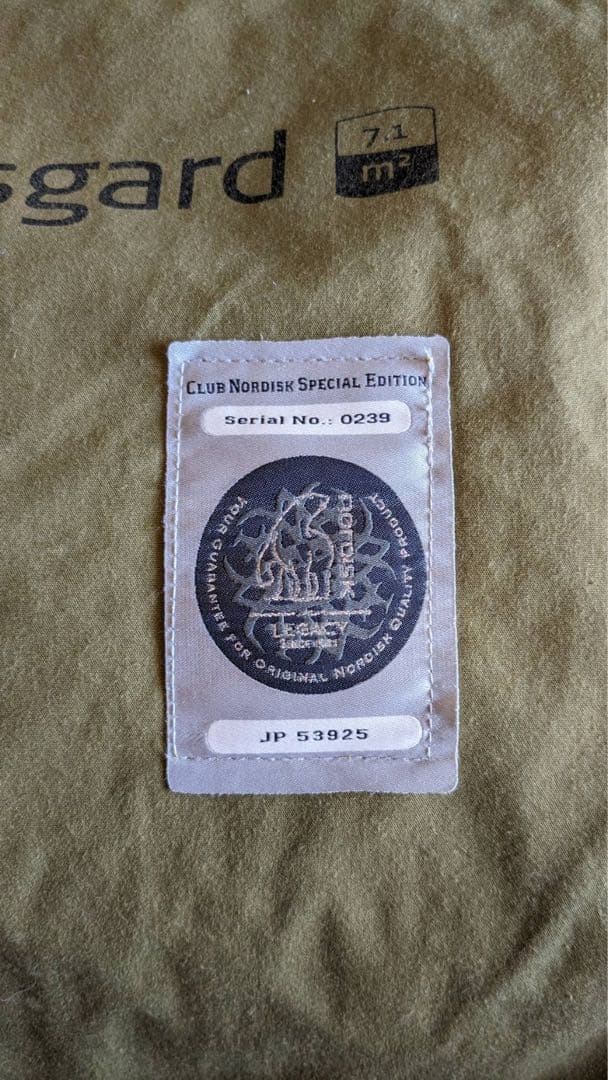 sgard
7.1
m²
CLUB NORDISK SPECIAL EDITION
Serial No.: 0239
NORDISK
LEGACY
YOUR GUARANTEE FOR ORIGINAL NORDISK QUALITY PRODUCT
JP 53925